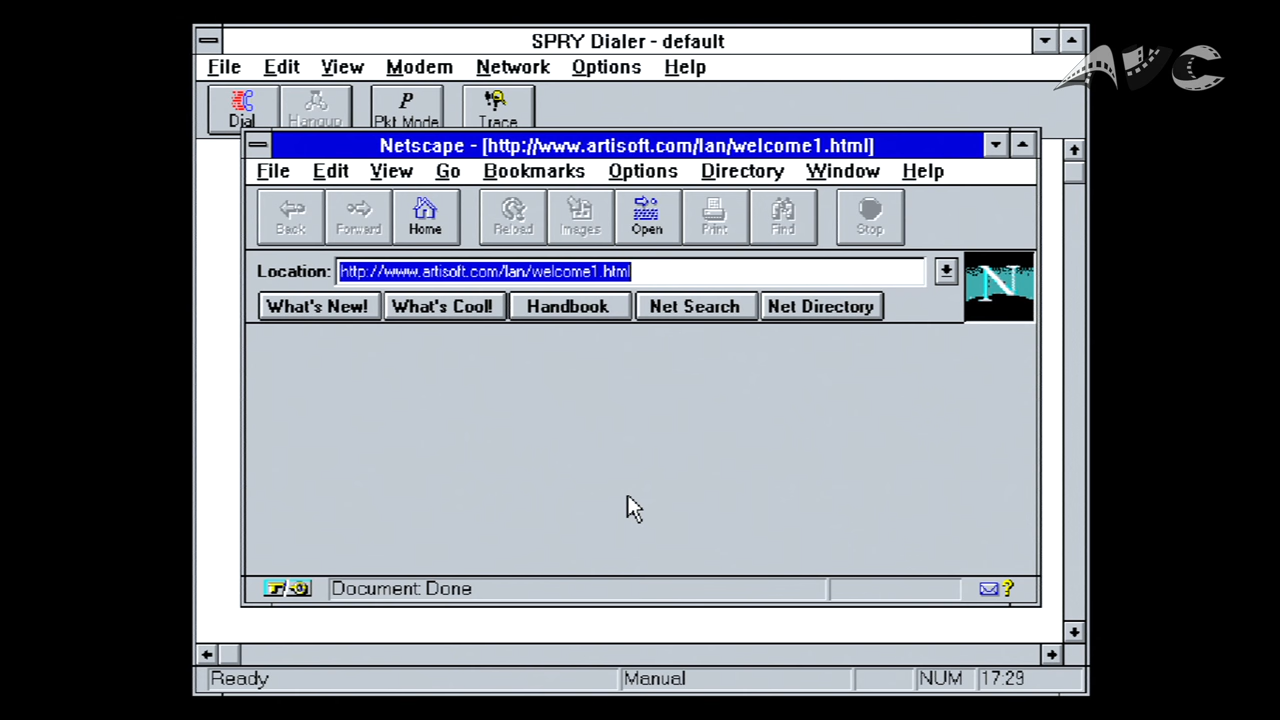 SPRY Dialer - default
AVC
File Edit View Modem Network Options Help
Dial Hangup Pkt Mode Trace
Netscape - [http://www.artisoft.com/lan/welcome1.html]
File Edit View Go Bookmarks Options Directory Window Help
Back Forward Home Reload Images Open Print Find Stop
Location: http://www.artisoft.com/lan/welcome1.html
N
What's New! What's Cool! Handbook Net Search Net Directory
Document: Done
Ready Manual NUM 17:29